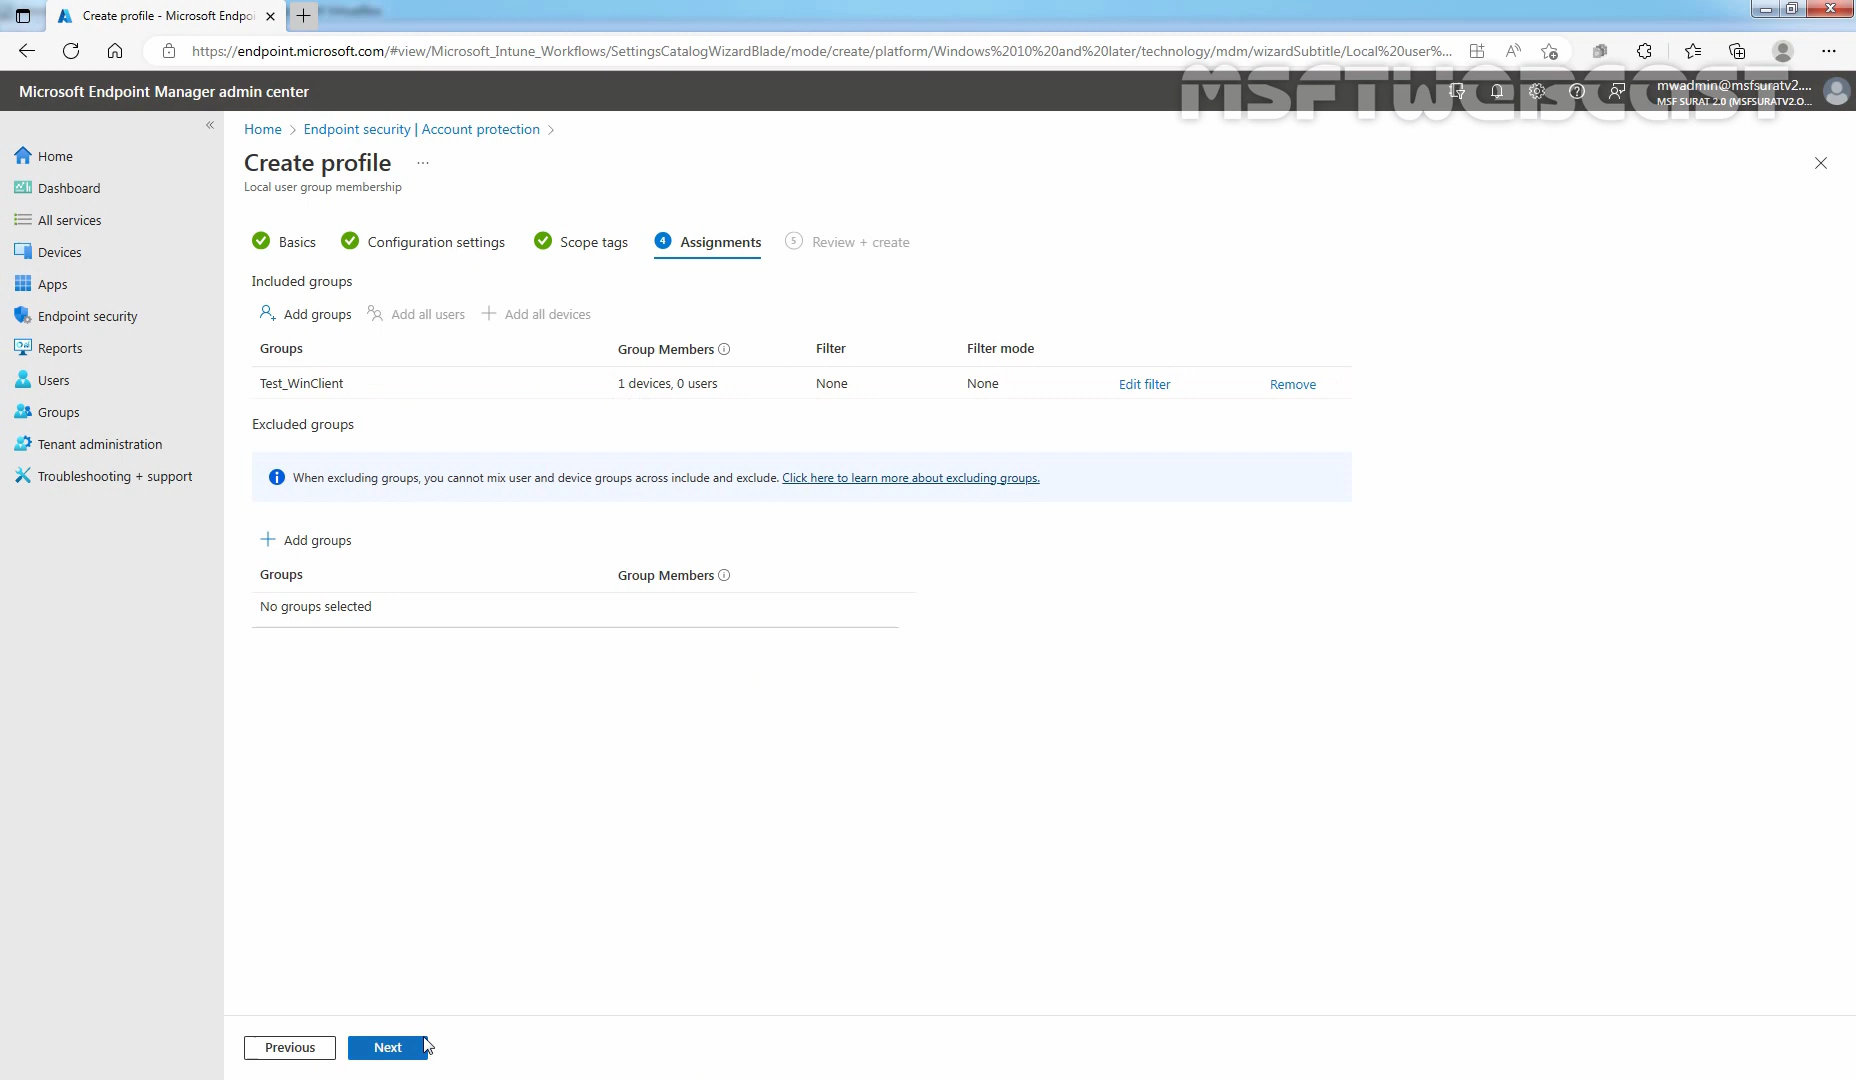 Create profile - Microsoft Endpoi
https://endpoint.microsoft.com/#view/Microsoft_Intune_Workflows/SettingsCatalogWizardBlade/mode/create/platform/Windows%2010%20and%20later/technology/mdm/wizardSubtitle/Local%20user%...
MSFTWEBCAST
Microsoft Endpoint Manager admin center
mwadmin@msfsuratv2....
MSF SURAT 2.0 (MSFSURATV2.O...
Home > Endpoint security | Account protection >
Create profile ...
Local user group membership
Home
Dashboard
All services
Devices
Apps
Endpoint security
Reports
Users
Groups
Tenant administration
Troubleshooting + support
Basics Configuration settings Scope tags 4 Assignments 5 Review + create
Included groups
Add groups Add all users Add all devices
Groups Group Members Filter Filter mode
Test_WinClient 1 devices, 0 users None None Edit filter Remove
Excluded groups
When excluding groups, you cannot mix user and device groups across include and exclude. Click here to learn more about excluding groups.
Add groups
Groups Group Members
No groups selected
Previous Next